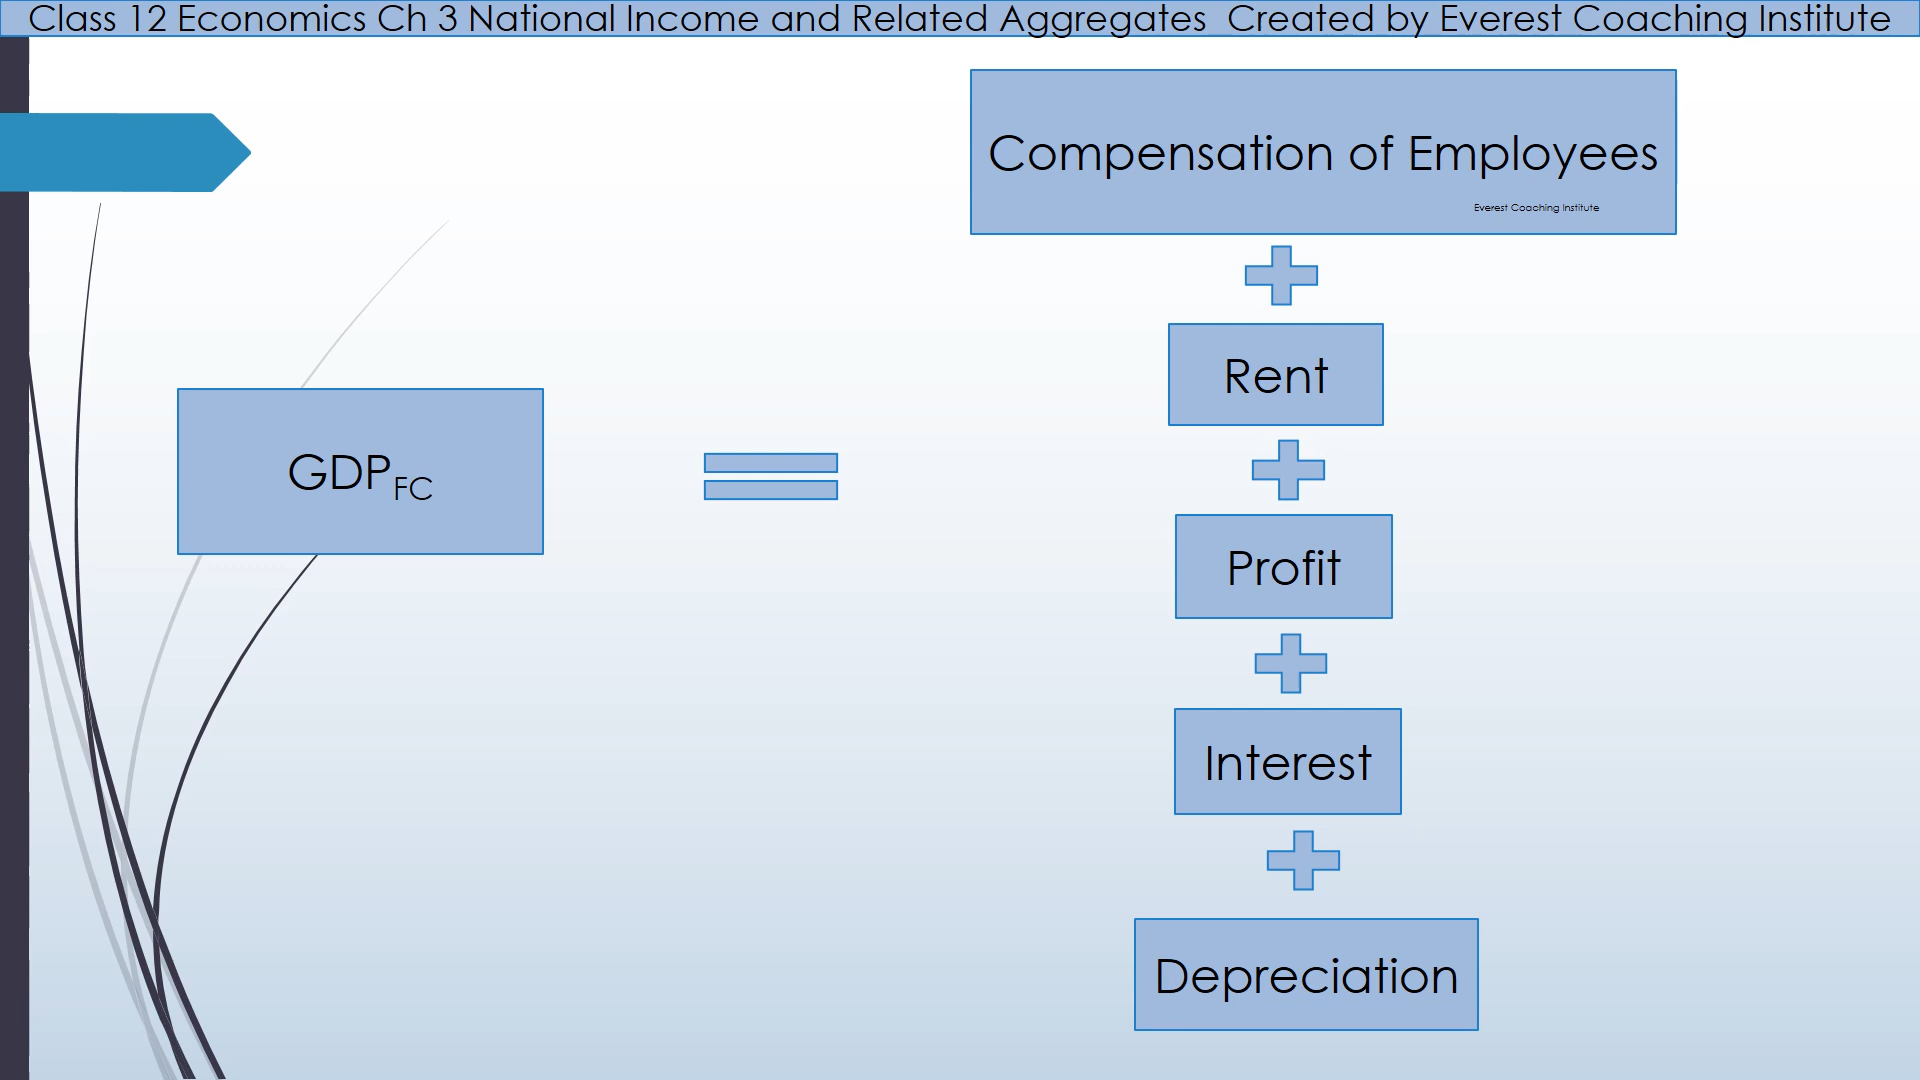 Class 12 Economics Ch 3 National Income and Related Aggregates  Created by Everest Coaching Institute
Compensation of Employees
Everest Coaching Institute
Rent
GDP_FC
Profit
Interest
Depreciation